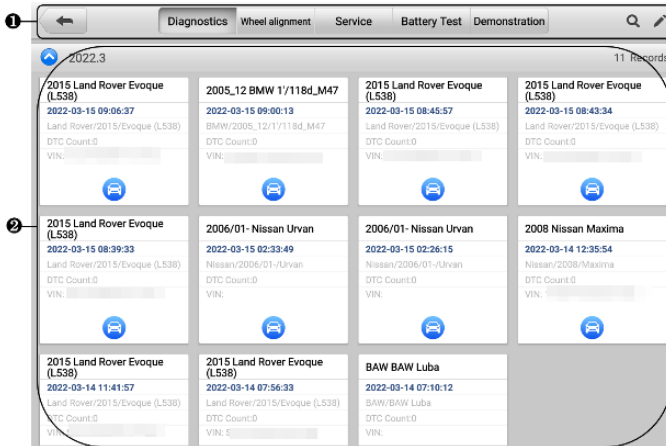 ❶
Diagnostics Wheel alignment Service Battery Test Demonstration
2022.3 11 Records
❷
2015 Land Rover Evoque
(L538)
2022-03-15 09:06:37
Land Rover/2015/Evoque (L538)
DTC Count:0
VIN:
2005_12 BMW 1'/118d_M47
2022-03-15 09:00:13
BMW/2005_12/1'/118d_M47
DTC Count:0
VIN:
2015 Land Rover Evoque
(L538)
2022-03-15 08:45:57
Land Rover/2015/Evoque (L538)
DTC Count:0
VIN:
2015 Land Rover Evoque
(L538)
2022-03-15 08:43:34
Land Rover/2015/Evoque (L538)
DTC Count:0
VIN:
2015 Land Rover Evoque
(L538)
2022-03-15 08:39:33
Land Rover/2015/Evoque (L538)
DTC Count:0
VIN:
2006/01- Nissan Urvan
2022-03-15 02:33:49
Nissan/2006/01-/Urvan
DTC Count:0
VIN:
2006/01- Nissan Urvan
2022-03-15 02:26:15
Nissan/2006/01-/Urvan
DTC Count:0
VIN:
2008 Nissan Maxima
2022-03-14 12:35:54
Nissan/2008/Maxima
DTC Count:0
VIN:
2015 Land Rover Evoque
(L538)
2022-03-14 11:41:57
Land Rover/2015/Evoque (L538)
DTC Count:0
VIN:
2015 Land Rover Evoque
(L538)
2022-03-14 07:56:33
Land Rover/2015/Evoque (L538)
DTC Count:0
VIN:
BAW BAW Luba
2022-03-14 07:10:12
BAW/BAW Luba
DTC Count:0
VIN: